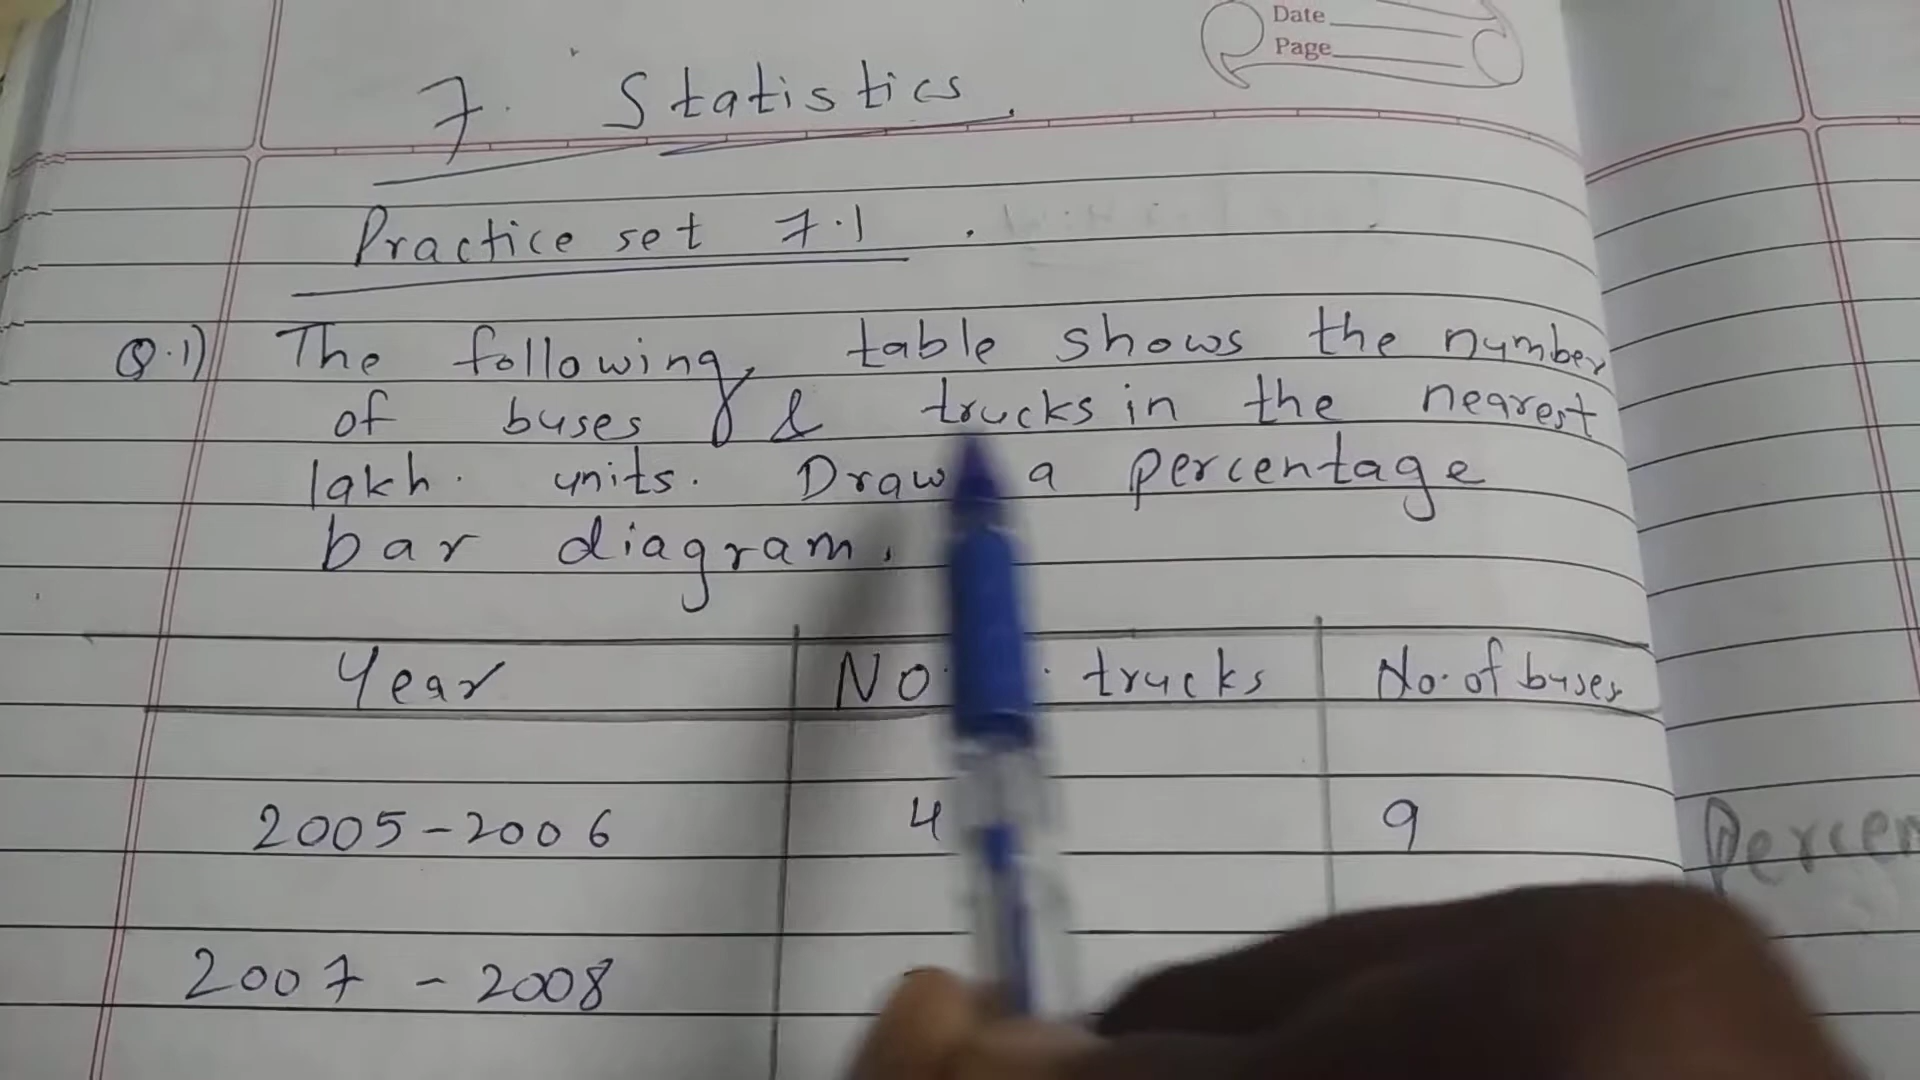 Date
Page
7. Statistics.
Practice set 7.1 .
Q.1) The following table shows the number
of buses & trucks in the nearest
lakh. units. Draw a percentage
bar diagram.
Year No. trucks No. of buses
2005-2006 4 9
2007 - 2008